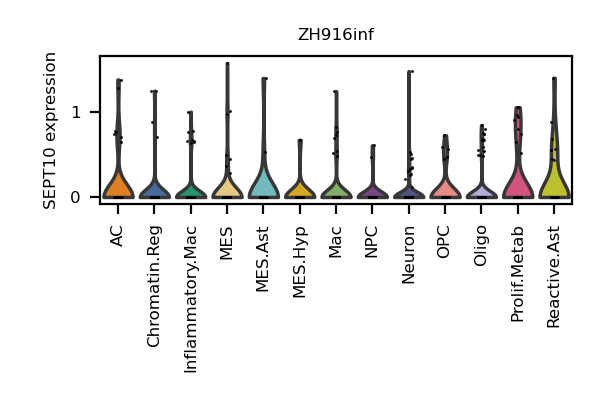 ZH916inf
SEPT10 expression
1
0
AC
Chromatin.Reg
Inflammatory.Mac
MES
MES.Ast
MES.Hyp
Mac
NPC
Neuron
OPC
Oligo
Prolif.Metab
Reactive.Ast